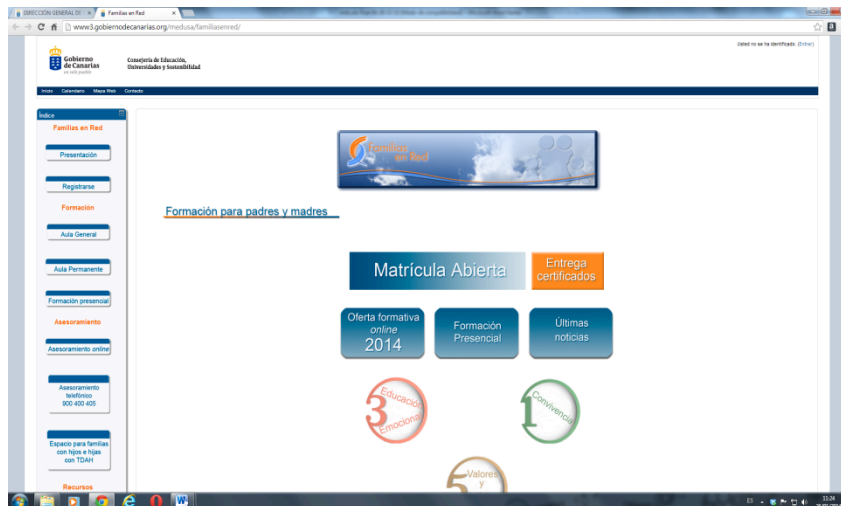 DIRECCIÓN GENERAL DE
Familias en Red
www3.gobiernodecanarias.org/medusa/familiasenred/
Usted no se ha identificado. (Entrar)
Gobierno
de Canarias
Consejería de Educación,
Universidades y Sostenibilidad
Inicio Calendario Mapa Web Contacto
Índice
Familias en Red
Presentación
Registrarse
Formación
Aula General
Aula Permanente
Formación presencial
Asesoramiento
Asesoramiento online
Asesoramiento
telefónico
900 400 405
Espacio para familias
con hijos e hijas
con TDAH
Recursos
Familias
en Red
Formación para padres y madres
Matrícula Abierta
Entrega
certificados
Oferta formativa
online
2014
Formación
Presencial
Últimas
noticias
3
Educación
Emocional
1
Convivencia
5
Valores
y
ES
11:24